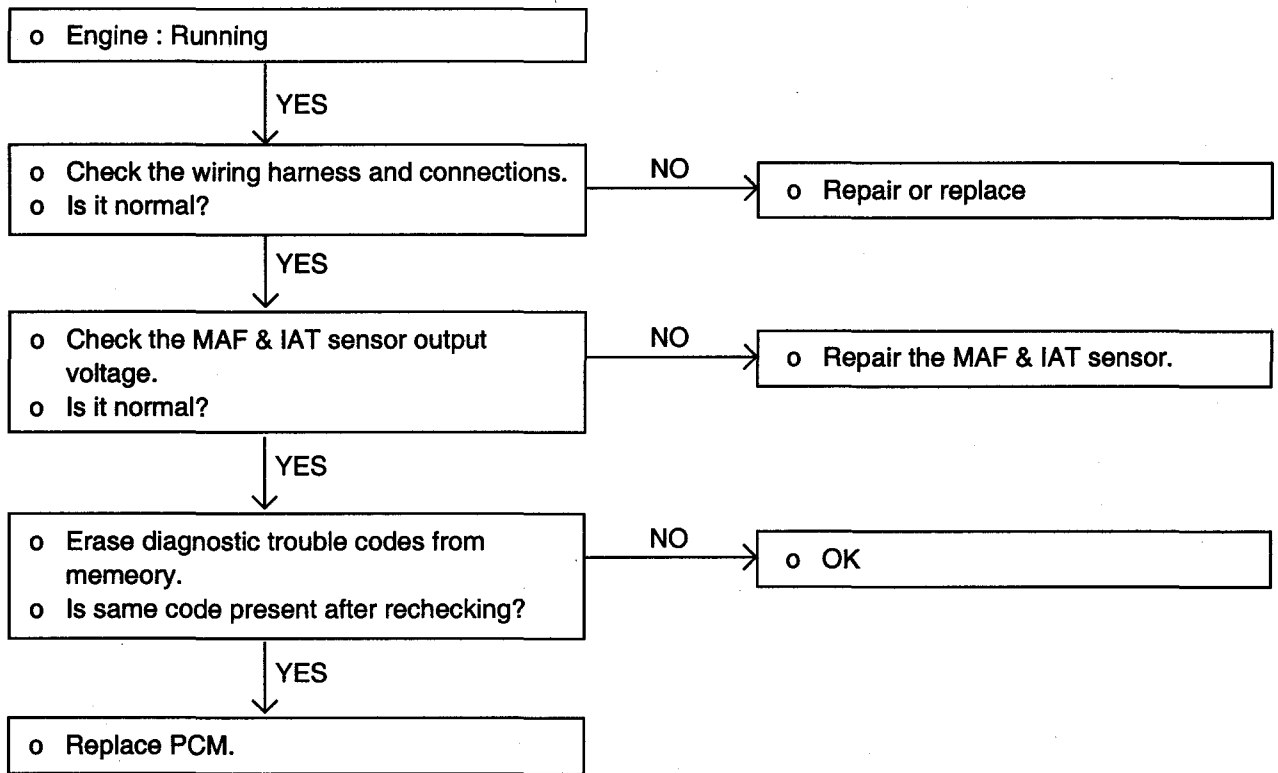 o Engine : Running
YES
o Check the wiring harness and connections.
o Is it normal?
NO
o Repair or replace
YES
o Check the MAF & IAT sensor output
voltage.
o Is it normal?
NO
o Repair the MAF & IAT sensor.
YES
o Erase diagnostic trouble codes from
memeory.
o Is same code present after rechecking?
NO
o OK
YES
o Replace PCM.